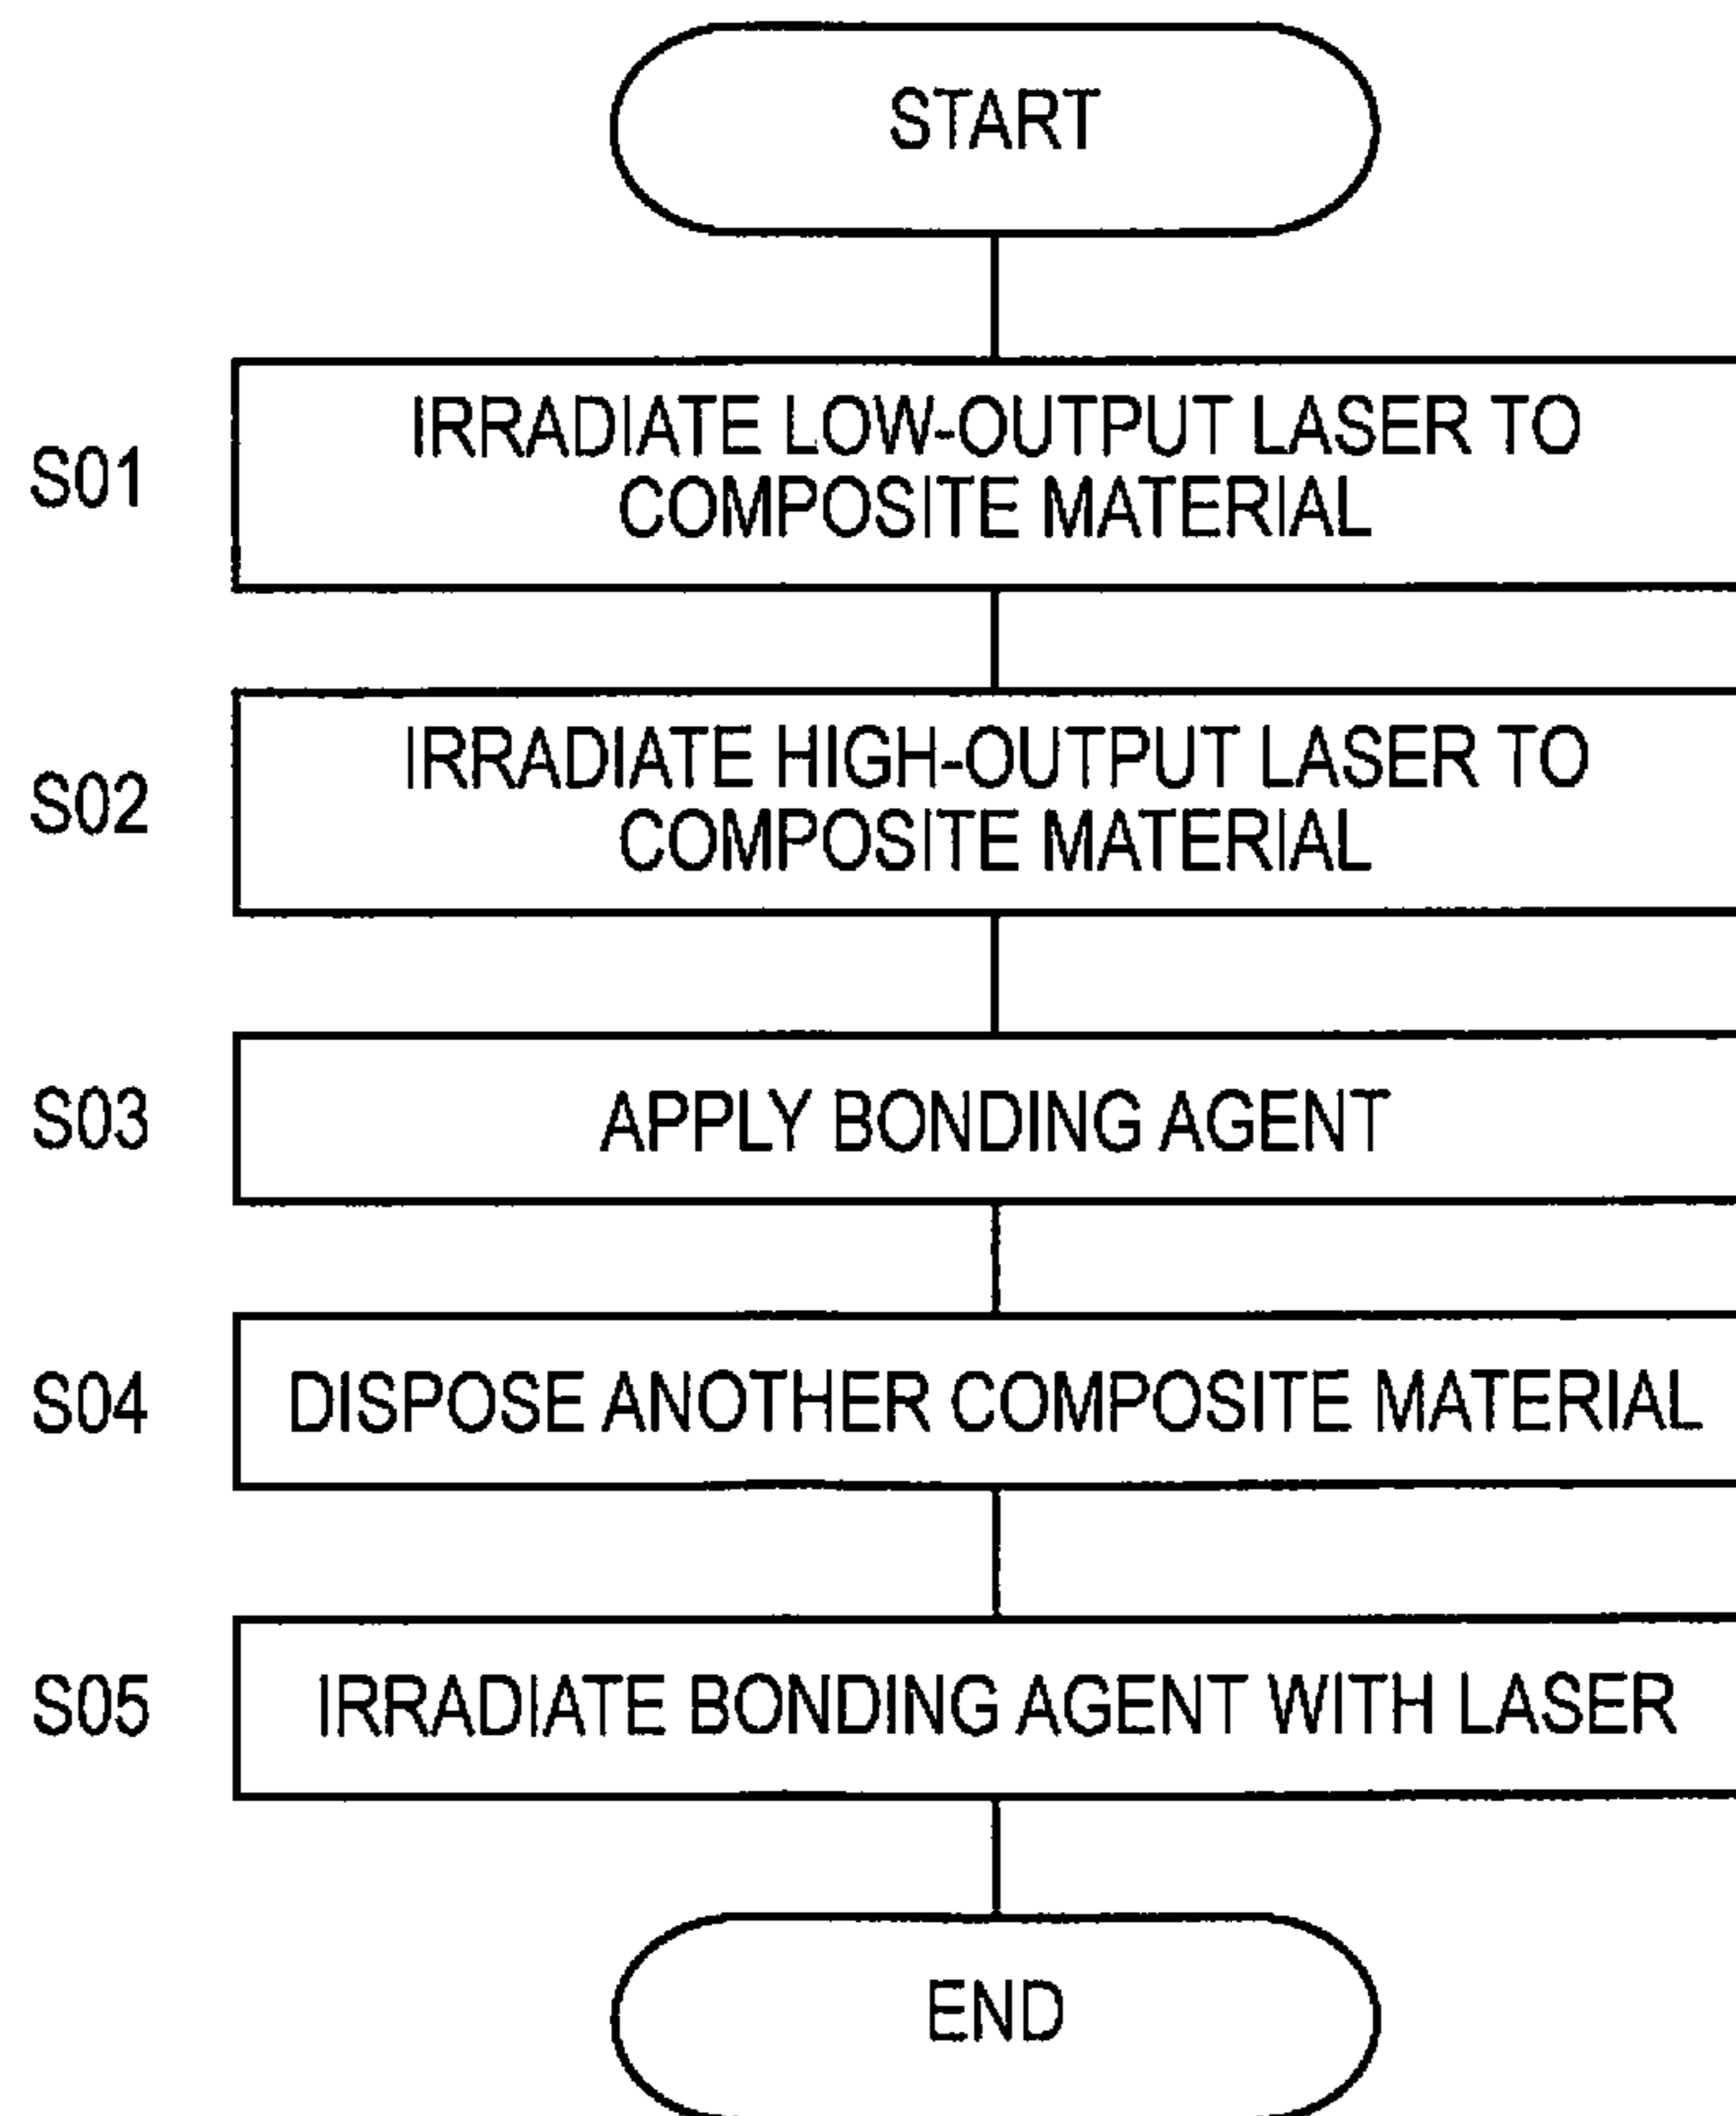 START
S01
IRRADIATE LOW-OUTPUT LASER TO
COMPOSITE MATERIAL
S02
IRRADIATE HIGH-OUTPUT LASER TO
COMPOSITE MATERIAL
S03
APPLY BONDING AGENT
S04
DISPOSE ANOTHER COMPOSITE MATERIAL
S05
IRRADIATE BONDING AGENT WITH LASER
END